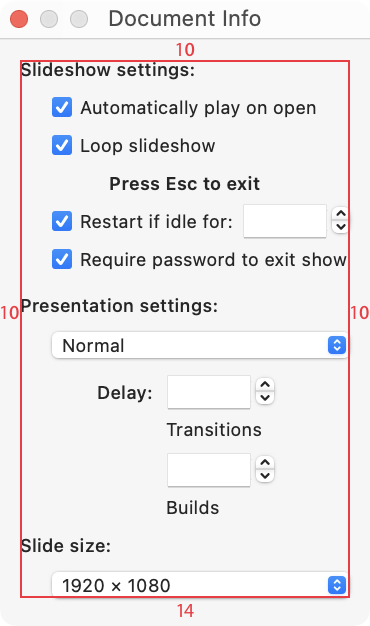 Document Info
10
Slideshow settings:
Automatically play on open
Loop slideshow
Press Esc to exit
Restart if idle for:
Require password to exit show
Presentation settings:
10
10
Normal
Delay:
Transitions
Builds
Slide size:
1920 × 1080
14